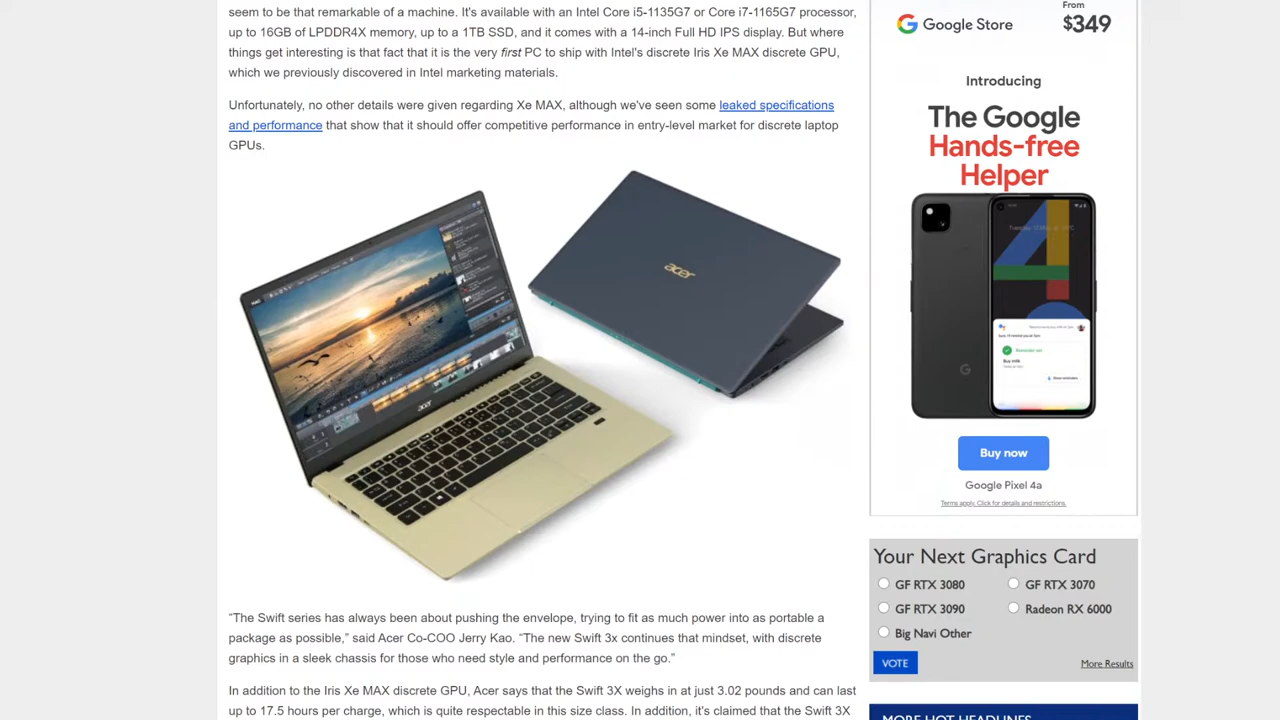 seem to be that remarkable of a machine. It's available with an Intel Core i5-1135G7 or Core i7-1165G7 processor,
up to 16GB of LPDDR4X memory, up to a 1TB SSD, and it comes with a 14-inch Full HD IPS display. But where
things get interesting is that fact that it is the very first PC to ship with Intel's discrete Iris Xe MAX discrete GPU,
which we previously discovered in Intel marketing materials.
Unfortunately, no other details were given regarding Xe MAX, although we've seen some leaked specifications
and performance that show that it should offer competitive performance in entry-level market for discrete laptop
GPUs.
acer
acer
“The Swift series has always been about pushing the envelope, trying to fit as much power into as portable a
package as possible,” said Acer Co-COO Jerry Kao. “The new Swift 3x continues that mindset, with discrete
graphics in a sleek chassis for those who need style and performance on the go.”
In addition to the Iris Xe MAX discrete GPU, Acer says that the Swift 3X weighs in at just 3.02 pounds and can last
up to 17.5 hours per charge, which is quite respectable in this size class. In addition, it's claimed that the Swift 3X
Google Store
From
$349
Introducing
The Google
Hands-free
Helper
Buy milk
Buy now
Google Pixel 4a
Terms apply. Click for details and restrictions.
Your Next Graphics Card
GF RTX 3080
GF RTX 3070
GF RTX 3090
Radeon RX 6000
Big Navi Other
VOTE
More Results
MORE HOT HEADLINES